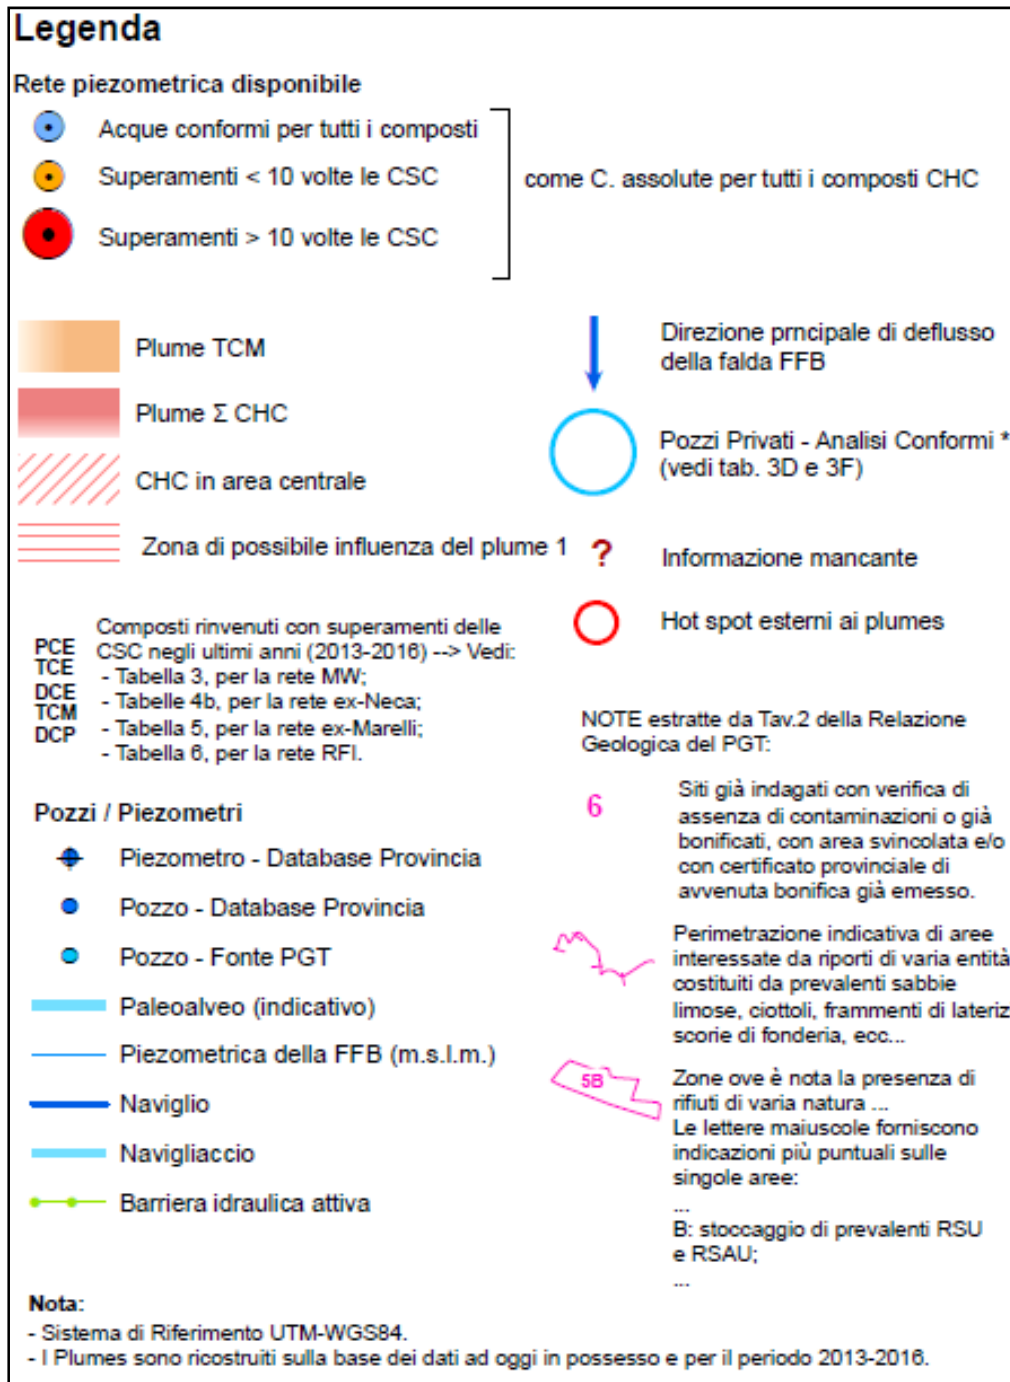 Legenda
Rete piezometrica disponibile
Acque conformi per tutti i composti
Superamenti < 10 volte le CSC
come C. assolute per tutti i composti CHC
Superamenti > 10 volte le CSC
Plume TCM
Plume Σ CHC
CHC in area centrale
Zona di possibile influenza del plume 1
Direzione prncipale di deflusso
della falda FFB
Pozzi Privati - Analisi Conformi *
(vedi tab. 3D e 3F)
?
Informazione mancante
Hot spot esterni ai plumes
PCE
TCE
DCE
TCM
DCP
Composti rinvenuti con superamenti delle
CSC negli ultimi anni (2013-2016) --> Vedi:
- Tabella 3, per la rete MW;
- Tabelle 4b, per la rete ex-Neca;
- Tabella 5, per la rete ex-Marelli;
- Tabella 6, per la rete RFI.
Pozzi / Piezometri
Piezometro - Database Provincia
Pozzo - Database Provincia
Pozzo - Fonte PGT
Paleoalveo (indicativo)
Piezometrica della FFB (m.s.l.m.)
Naviglio
Navigliaccio
Barriera idraulica attiva
NOTE estratte da Tav.2 della Relazione
Geologica del PGT:
6
Siti già indagati con verifica di
assenza di contaminazioni o già
bonificati, con area svincolata e/o
con certificato provinciale di
avvenuta bonifica già emesso.
Perimetrazione indicativa di aree
interessate da riporti di varia entità
costituiti da prevalenti sabbie
limose, ciottoli, frammenti di lateriz
scorie di fonderia, ecc...
5B
Zone ove è nota la presenza di
rifiuti di varia natura ...
Le lettere maiuscole forniscono
indicazioni più puntuali sulle
singole aree:
...
B: stoccaggio di prevalenti RSU
e RSAU;
...
Nota:
- Sistema di Riferimento UTM-WGS84.
- I Plumes sono ricostruiti sulla base dei dati ad oggi in possesso e per il periodo 2013-2016.